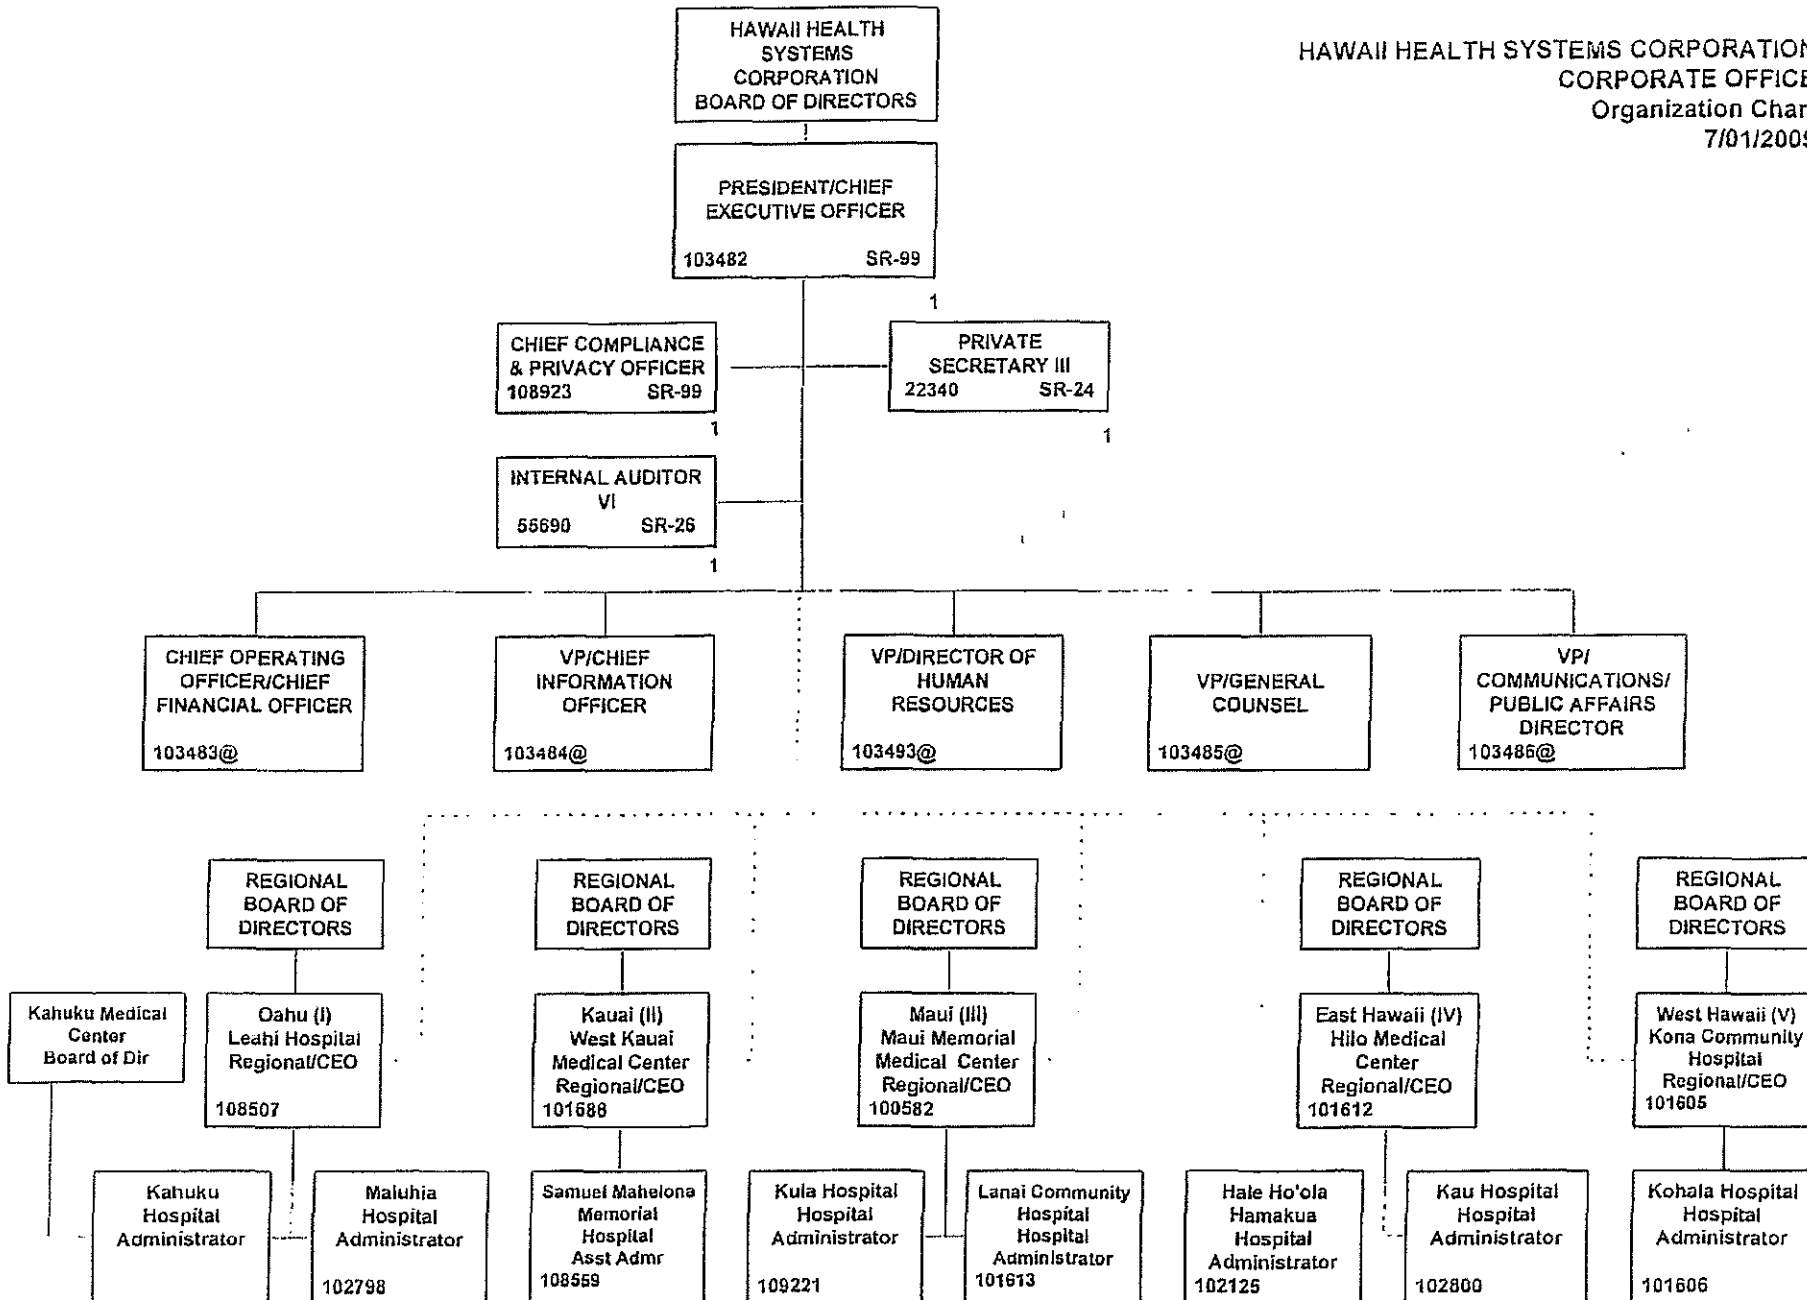 HAWAII HEALTH SYSTEMS CORPORATION
CORPORATE OFFICE
Organization Char
7/01/2009
HAWAII HEALTH
SYSTEMS
CORPORATION
BOARD OF DIRECTORS
PRESIDENT/CHIEF
EXECUTIVE OFFICER
103482 SR-99
1
CHIEF COMPLIANCE
& PRIVACY OFFICER
108923 SR-99
1
PRIVATE
SECRETARY III
22340 SR-24
1
INTERNAL AUDITOR
VI
55690 SR-26
1
CHIEF OPERATING
OFFICER/CHIEF
FINANCIAL OFFICER
103483@
VP/CHIEF
INFORMATION
OFFICER
103484@
VP/DIRECTOR OF
HUMAN
RESOURCES
103493@
VP/GENERAL
COUNSEL
103485@
VP/
COMMUNICATIONS/
PUBLIC AFFAIRS
DIRECTOR
103486@
REGIONAL
BOARD OF
DIRECTORS
REGIONAL
BOARD OF
DIRECTORS
REGIONAL
BOARD OF
DIRECTORS
REGIONAL
BOARD OF
DIRECTORS
REGIONAL
BOARD OF
DIRECTORS
Kahuku Medical
Center
Board of Dir
Oahu (I)
Leahi Hospital
Regional/CEO
108507
Kauai (II)
West Kauai
Medical Center
Regional/CEO
101686
Maui (III)
Maui Memorial
Medical Center
Regional/CEO
100582
East Hawaii (IV)
Hilo Medical
Center
Regional/CEO
101612
West Hawaii (V)
Kona Community
Hospital
Regional/CEO
101605
Kahuku
Hospital
Administrator
Maluhia
Hospital
Administrator
102798
Samuel Mahelona
Memorial
Hospital
Asst Admr
108559
Kula Hospital
Hospital
Administrator
109221
Lanai Community
Hospital
Hospital
Administrator
101613
Hale Ho'ola
Hamakua
Hospital
Administrator
102125
Kau Hospital
Hospital
Administrator
102800
Kohala Hospital
Hospital
Administrator
101606